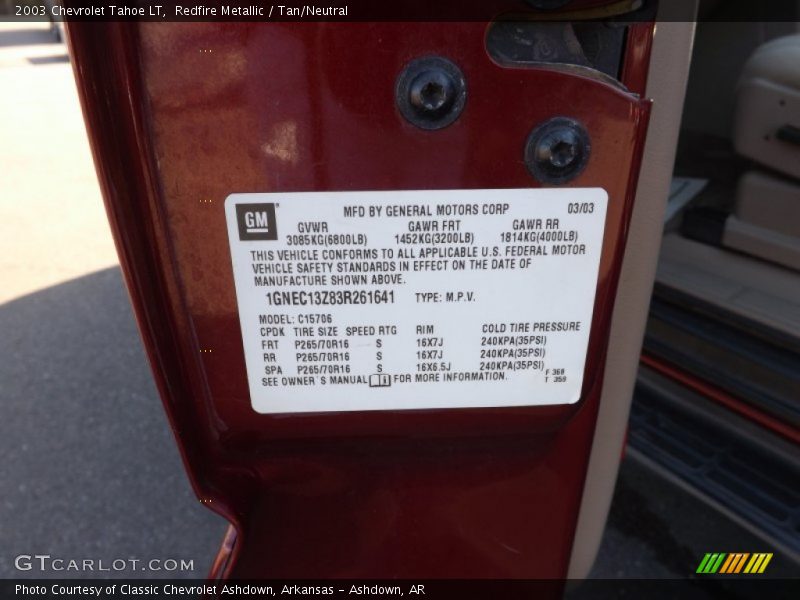 2003 Chevrolet Tahoe LT, Redfire Metallic / Tan/Neutral
GM
MFD BY GENERAL MOTORS CORP 03/03
GVWR GAWR FRT GAWR RR
3085KG(6800LB) 1452KG(3200LB) 1814KG(4000LB)
THIS VEHICLE CONFORMS TO ALL APPLICABLE U.S. FEDERAL MOTOR
VEHICLE SAFETY STANDARDS IN EFFECT ON THE DATE OF
MANUFACTURE SHOWN ABOVE.
1GNEC13Z83R261641 TYPE: M.P.V.
MODEL: C15706
CPDK TIRE SIZE SPEED RTG RIM COLD TIRE PRESSURE
FRT P265/70R16 S 16X7J 240KPA(35PSI)
RR P265/70R16 S 16X7J 240KPA(35PSI)
SPA P265/70R16 S 16X6.5J 240KPA(35PSI)
SEE OWNER'S MANUAL FOR MORE INFORMATION.
F 368
T 359
GTCARLOT.COM
Photo Courtesy of Classic Chevrolet Ashdown, Arkansas - Ashdown, AR